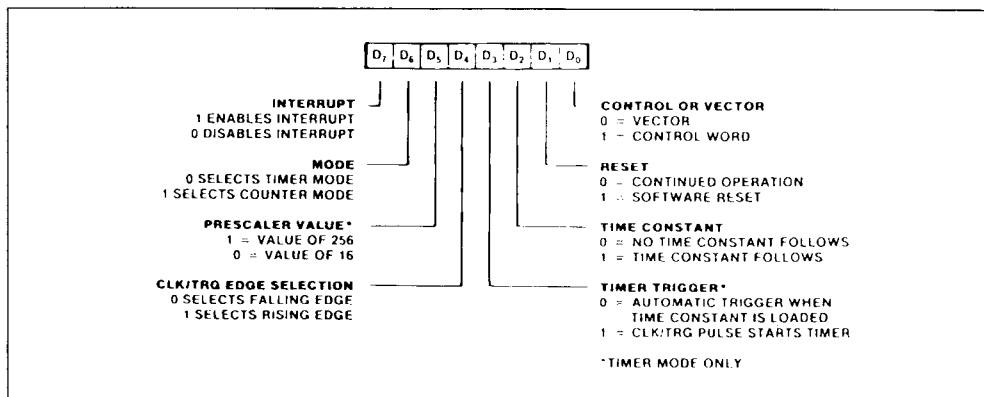 D7 D6 D5 D4 D3 D2 D1 D0
INTERRUPT
1 ENABLES INTERRUPT
0 DISABLES INTERRUPT
MODE
0 SELECTS TIMER MODE
1 SELECTS COUNTER MODE
PRESCALER VALUE*
1 = VALUE OF 256
0 = VALUE OF 16
CLK/TRG EDGE SELECTION
0 SELECTS FALLING EDGE
1 SELECTS RISING EDGE
CONTROL OR VECTOR
0 = VECTOR
1 = CONTROL WORD
RESET
0 = CONTINUED OPERATION
1 = SOFTWARE RESET
TIME CONSTANT
0 = NO TIME CONSTANT FOLLOWS
1 = TIME CONSTANT FOLLOWS
TIMER TRIGGER*
0 = AUTOMATIC TRIGGER WHEN
TIME CONSTANT IS LOADED
1 = CLK/TRG PULSE STARTS TIMER
*TIMER MODE ONLY